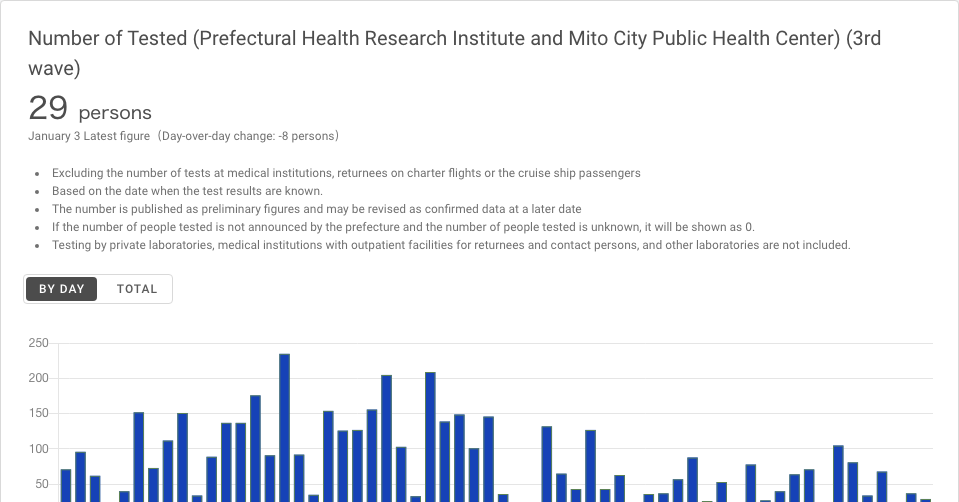 Number of Tested (Prefectural Health Research Institute and Mito City Public Health Center) (3rd
wave)
29 persons
January 3 Latest figure（Day-over-day change: -8 persons）
• Excluding the number of tests at medical institutions, returnees on charter flights or the cruise ship passengers
• Based on the date when the test results are known.
• The number is published as preliminary figures and may be revised as confirmed data at a later date
• If the number of people tested is not announced by the prefecture and the number of people tested is unknown, it will be shown as 0.
• Testing by private laboratories, medical institutions with outpatient facilities for returnees and contact persons, and other laboratories are not included.
BY DAY TOTAL
250
200
150
100
50